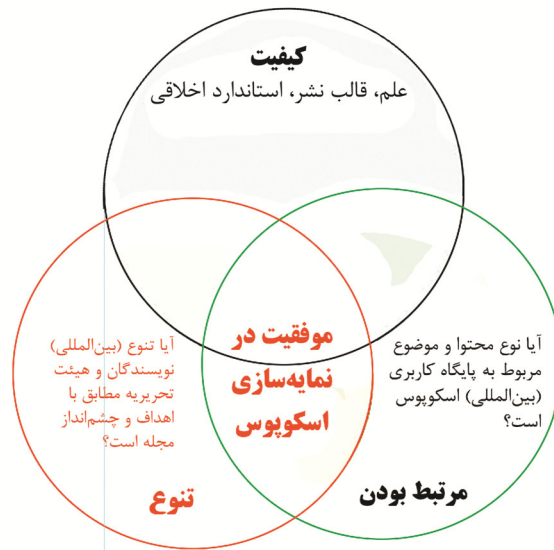 کیفیت
علم، قالب نشر، استاندارد اخلاقی
موفقیت در
نمایه‌سازی
اسکوپوس
آیا نوع محتوا و موضوع
مربوط به پایگاه کاربری
(بین‌المللی) اسکوپوس
است؟
مرتبط بودن
آیا تنوع (بین‌المللی)
نویسندگان و هیئت
تحریریه مطابق با
اهداف و چشم‌انداز
مجله است؟
تنوع